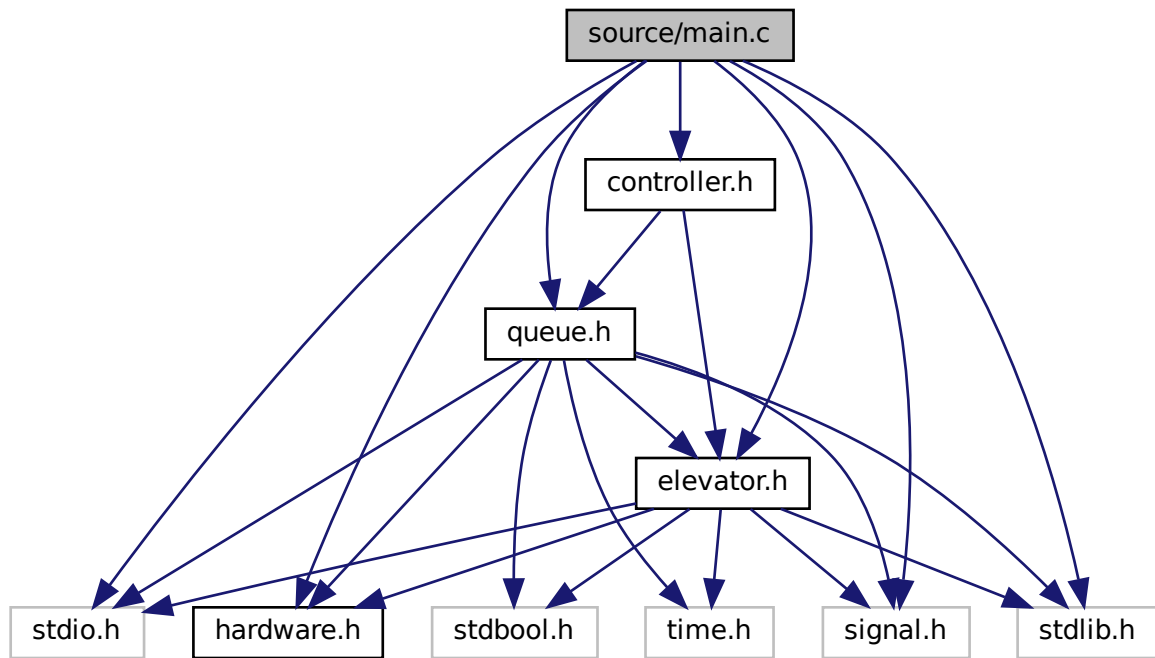 source/main.c
controller.h
queue.h
elevator.h
stdio.h
hardware.h
stdbool.h
time.h
signal.h
stdlib.h